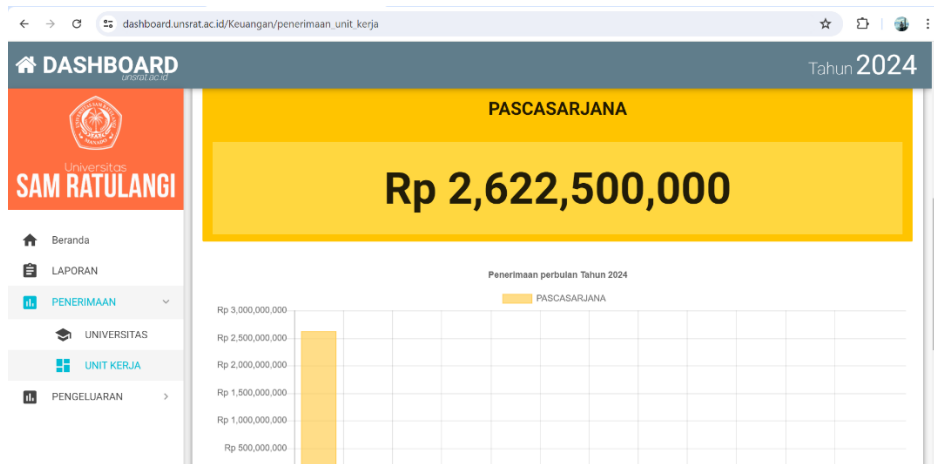 dashboard.unsrat.ac.id/Keuangan/penerimaan_unit_kerja
DASHBOARD
unsrat.ac.id
Tahun 2024
Universitas
SAM RATULANGI
Beranda
LAPORAN
PENERIMAAN
UNIVERSITAS
UNIT KERJA
PENGELUARAN
PASCASARJANA
Rp 2,622,500,000
Penerimaan perbulan Tahun 2024
PASCASARJANA
Rp 3,000,000,000
Rp 2,500,000,000
Rp 2,000,000,000
Rp 1,500,000,000
Rp 1,000,000,000
Rp 500,000,000